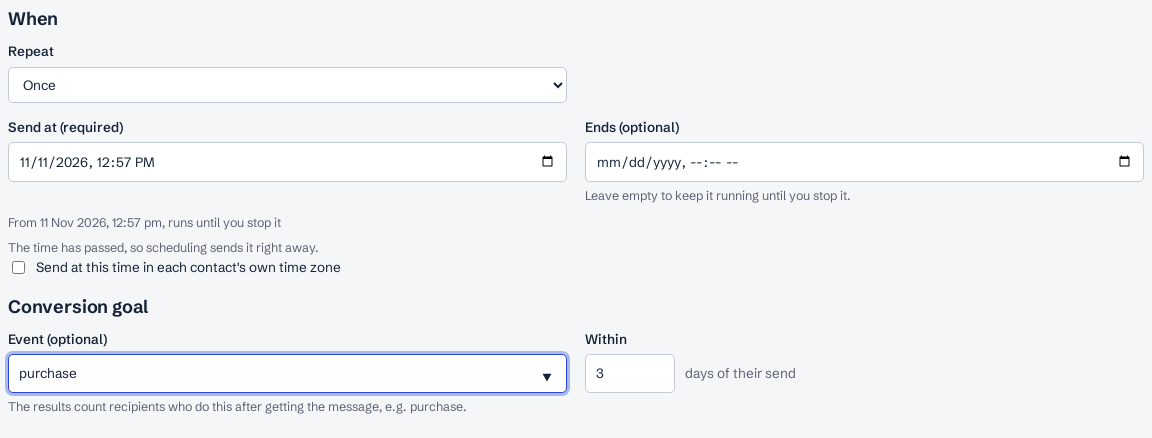 When
Repeat
Once
Send at (required)
Ends (optional)
11/11/2026, 12:57 PM
mm/dd/yyyy, --:-- --
Leave empty to keep it running until you stop it.
From 11 Nov 2026, 12:57 pm, runs until you stop it
The time has passed, so scheduling sends it right away.
Send at this time in each contact's own time zone
Conversion goal
Event (optional)
Within
purchase
3
days of their send
The results count recipients who do this after getting the message, e.g. purchase.